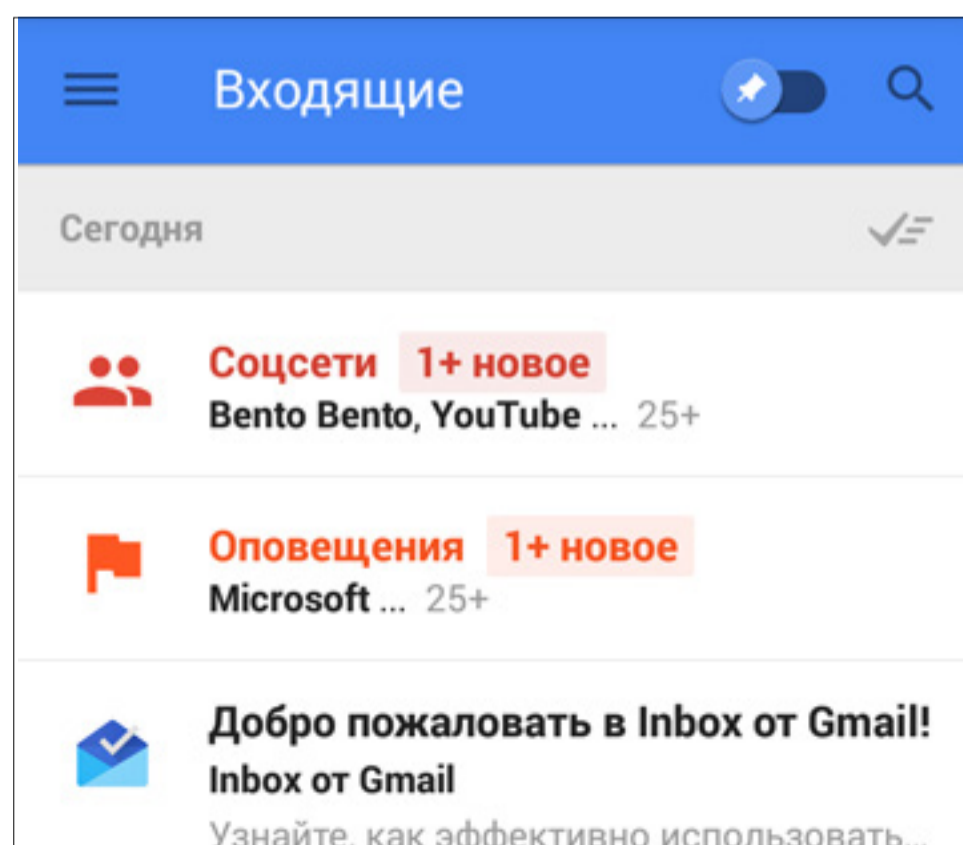 Входящие
Сегодня
Соцсети 1+ новое
Bento Bento, YouTube ... 25+
Оповещения 1+ новое
Microsoft ... 25+
Добро пожаловать в Inbox от Gmail!
Inbox от Gmail
Узнайте, как эффективно использовать...